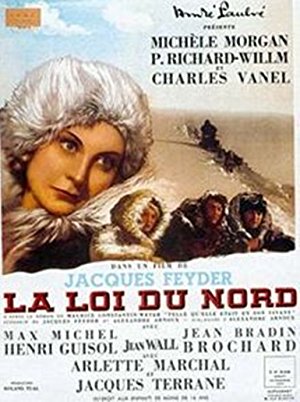 André Paulvé
PRÉSENTE
MICHÈLE MORGAN
P. RICHARD-WILLM
ET
CHARLES VANEL
DANS UN FILM DE
JACQUES FEYDER
LA LOI DU NORD
AVEC
MAX MICHEL JEAN BRADIN
HENRI GUISOL JEAN WALL BROCHARD
AVEC
ARLETTE MARCHAL
ET
JACQUES TERRANE